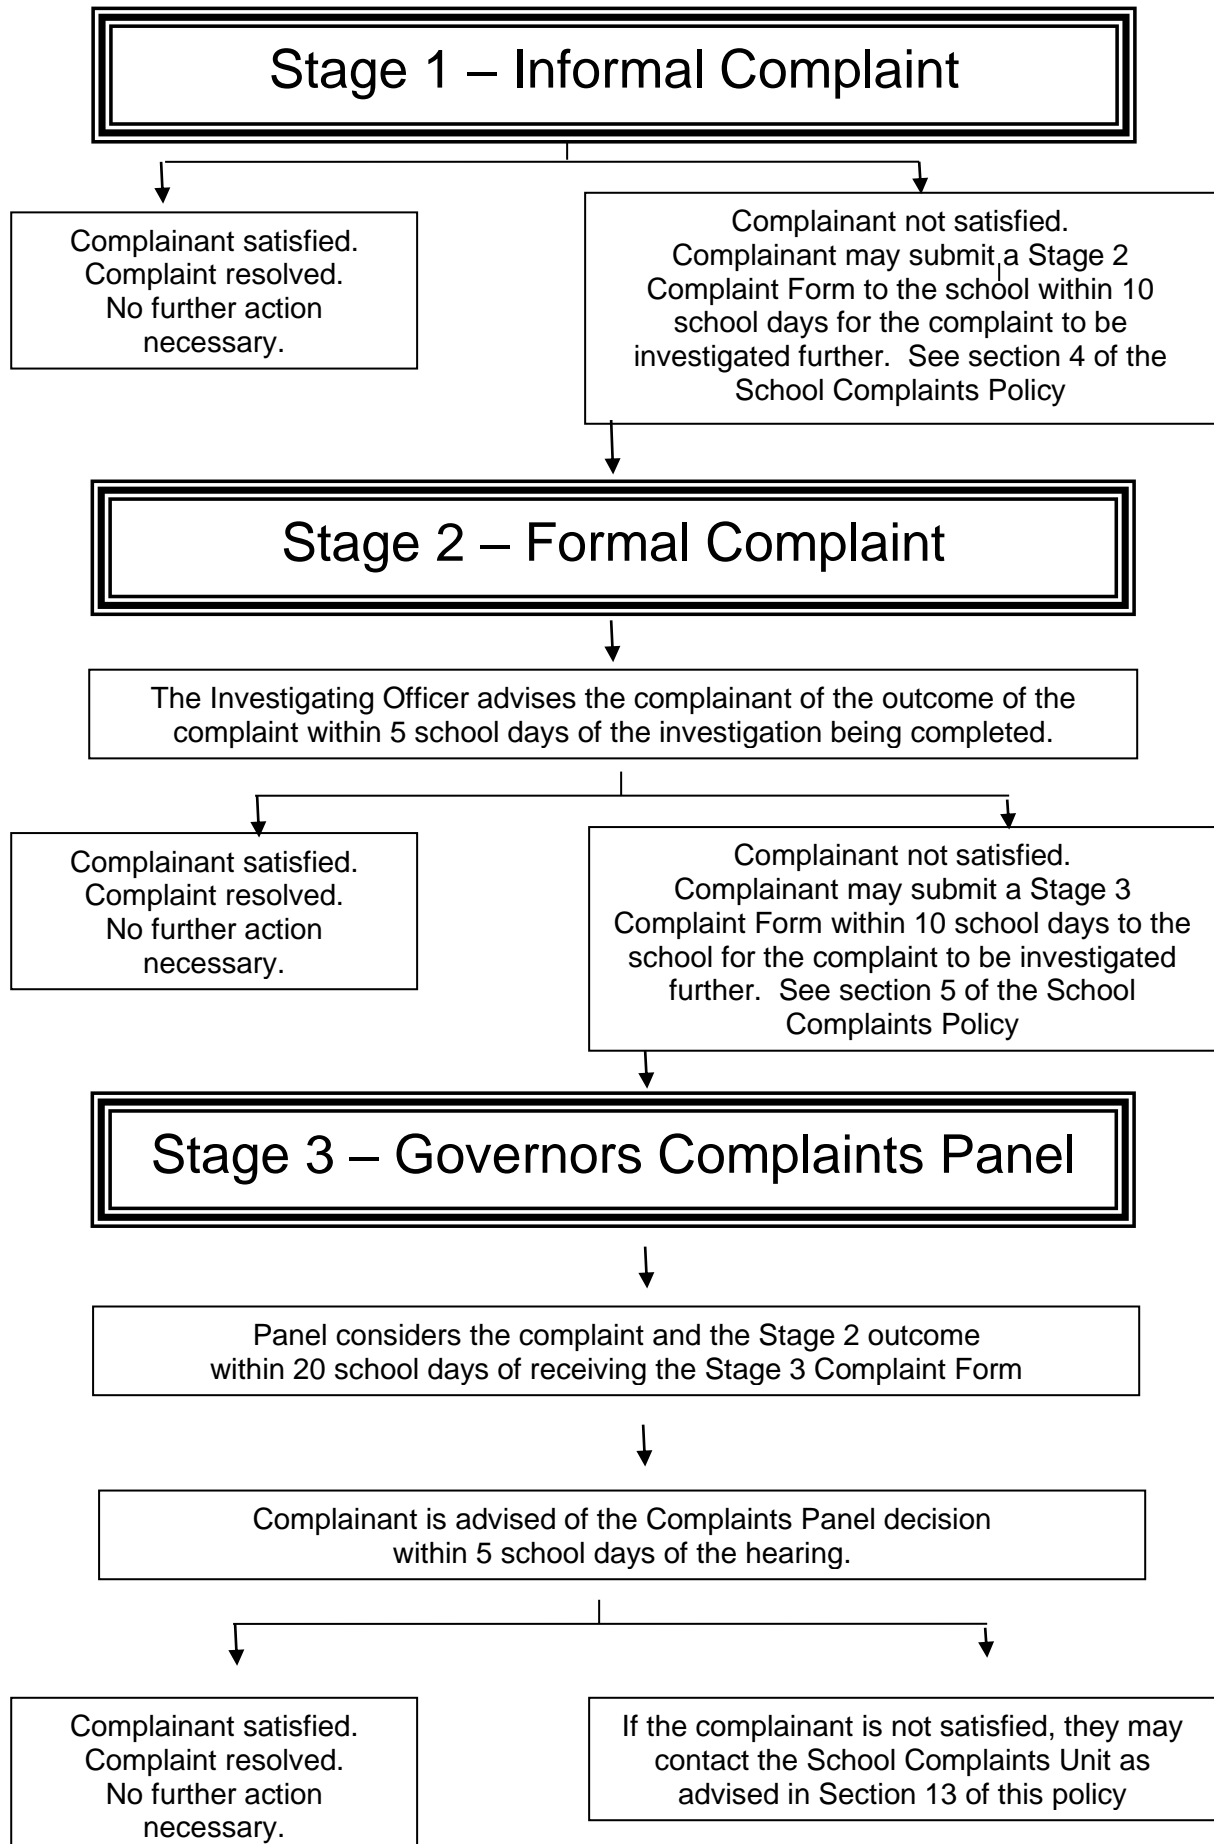 Stage 1 – Informal Complaint
Complainant satisfied.
Complaint resolved.
No further action
necessary.
Complainant not satisfied.
Complainant may submit a Stage 2
Complaint Form to the school within 10
school days for the complaint to be
investigated further.  See section 4 of the
School Complaints Policy
Stage 2 – Formal Complaint
The Investigating Officer advises the complainant of the outcome of the
complaint within 5 school days of the investigation being completed.
Complainant satisfied.
Complaint resolved.
No further action
necessary.
Complainant not satisfied.
Complainant may submit a Stage 3
Complaint Form within 10 school days to the
school for the complaint to be investigated
further.  See section 5 of the School
Complaints Policy
Stage 3 – Governors Complaints Panel
Panel considers the complaint and the Stage 2 outcome
within 20 school days of receiving the Stage 3 Complaint Form
Complainant is advised of the Complaints Panel decision
within 5 school days of the hearing.
Complainant satisfied.
Complaint resolved.
No further action
necessary.
If the complainant is not satisfied, they may
contact the School Complaints Unit as
advised in Section 13 of this policy